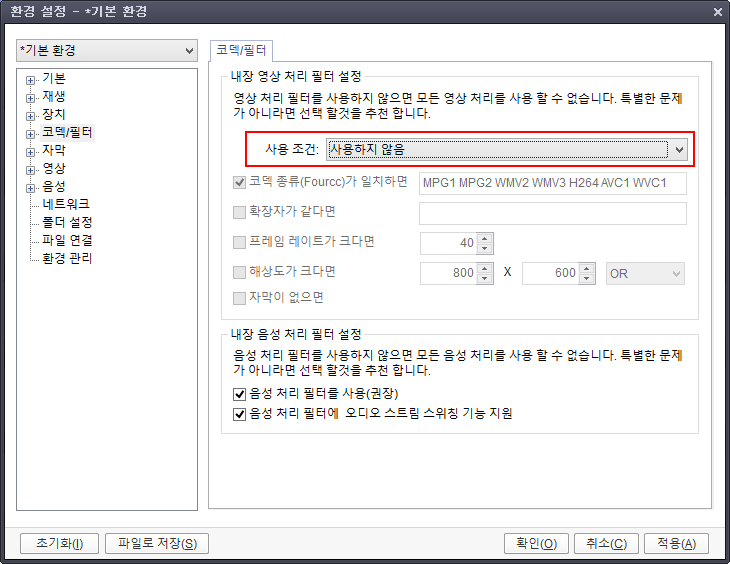 환경 설정 - *기본 환경
*기본 환경
기본
재생
장치
코덱/필터
자막
영상
음성
네트워크
폴더 설정
파일 연결
환경 관리
코덱/필터
내장 영상 처리 필터 설정
영상 처리 필터를 사용하지 않으면 모든 영상 처리를 사용 할 수 없습니다. 특별한 문제
가 아니라면 선택 할것을 추천 합니다.
사용 조건: 사용하지 않음
코덱 종류(Fourcc)가 일치하면 MPG1 MPG2 WMV2 WMV3 H264 AVC1 WVC1
확장자가 같다면
프레임 레이트가 크다면 40
해상도가 크다면 800 X 600 OR
자막이 없으면
내장 음성 처리 필터 설정
음성 처리 필터를 사용하지 않으면 모든 음성 처리를 사용 할 수 없습니다. 특별한 문제
가 아니라면 선택 할것을 추천 합니다.
음성 처리 필터를 사용(권장)
음성 처리 필터에 오디오 스트림 스위칭 기능 지원
초기화(I) 파일로 저장(S) 확인(O) 취소(C) 적용(A)